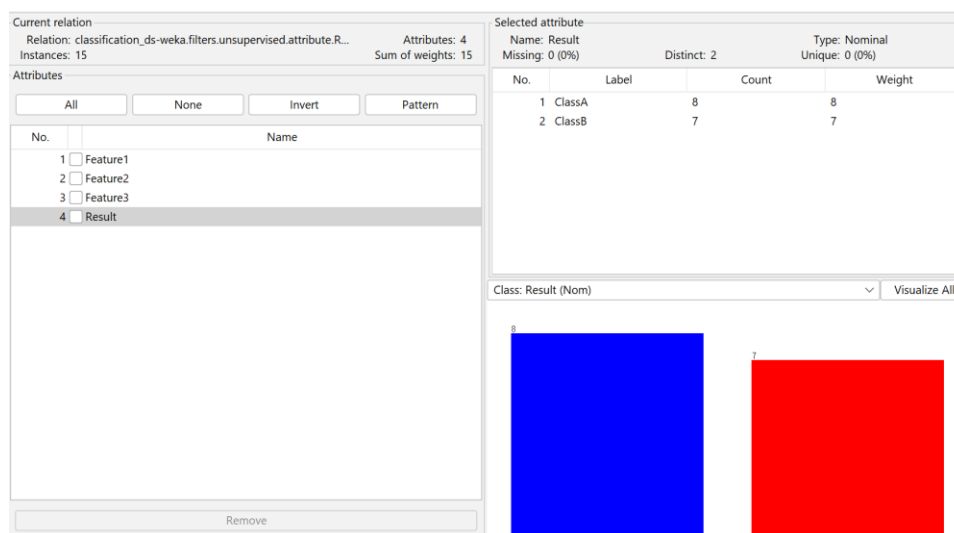 Current relation
Relation: classification_ds-weka.filters.unsupervised.attribute.R... Attributes: 4
Instances: 15 Sum of weights: 15
Attributes
All None Invert Pattern
No. Name
1 Feature1
2 Feature2
3 Feature3
4 Result
Remove
Selected attribute
Name: Result Type: Nominal
Missing: 0 (0%) Distinct: 2 Unique: 0 (0%)
No. Label Count Weight
1 ClassA 8 8
2 ClassB 7 7
Class: Result (Nom) Visualize All
8
7